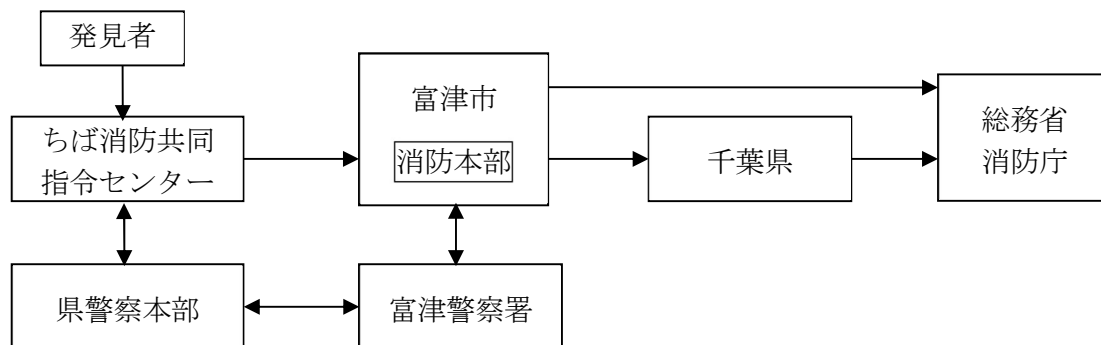 発見者
ちば消防共同
指令センター
富津市
消防本部
千葉県
総務省
消防庁
県警察本部
富津警察署